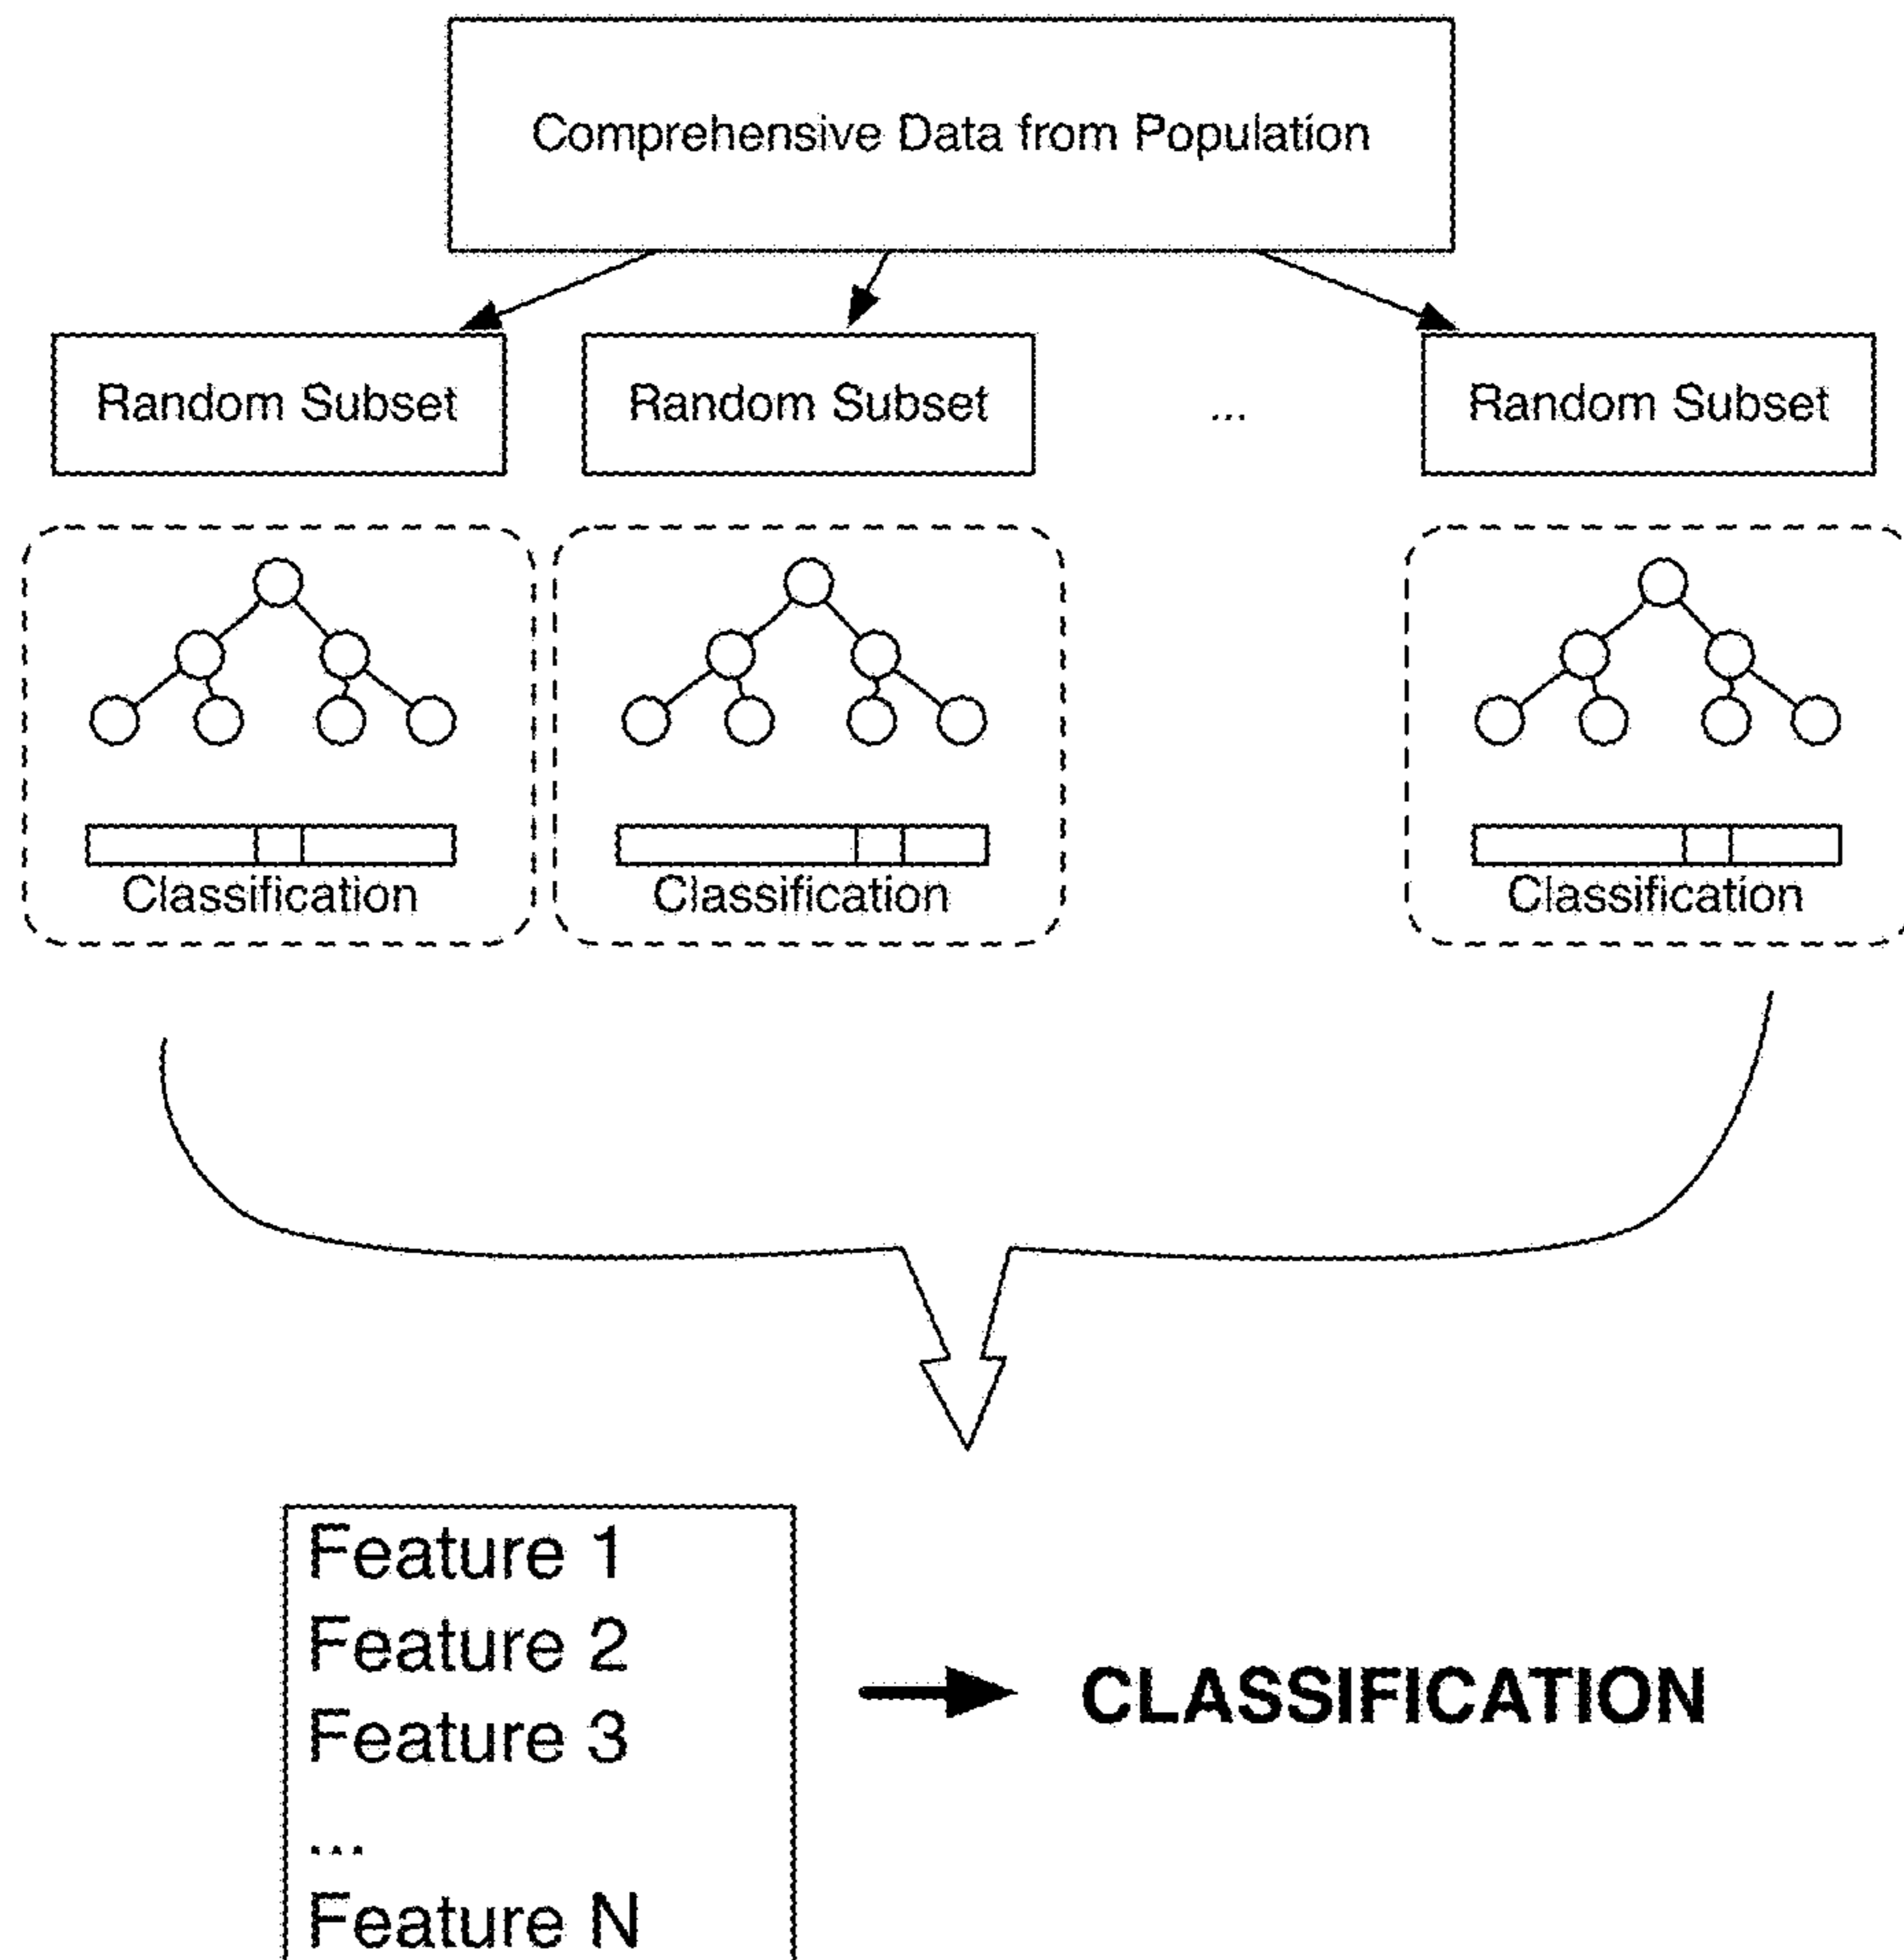 Comprehensive Data from Population
Random Subset
Random Subset
...
Random Subset
Classification
Classification
Classification
Feature 1
Feature 2
Feature 3
...
Feature N
CLASSIFICATION